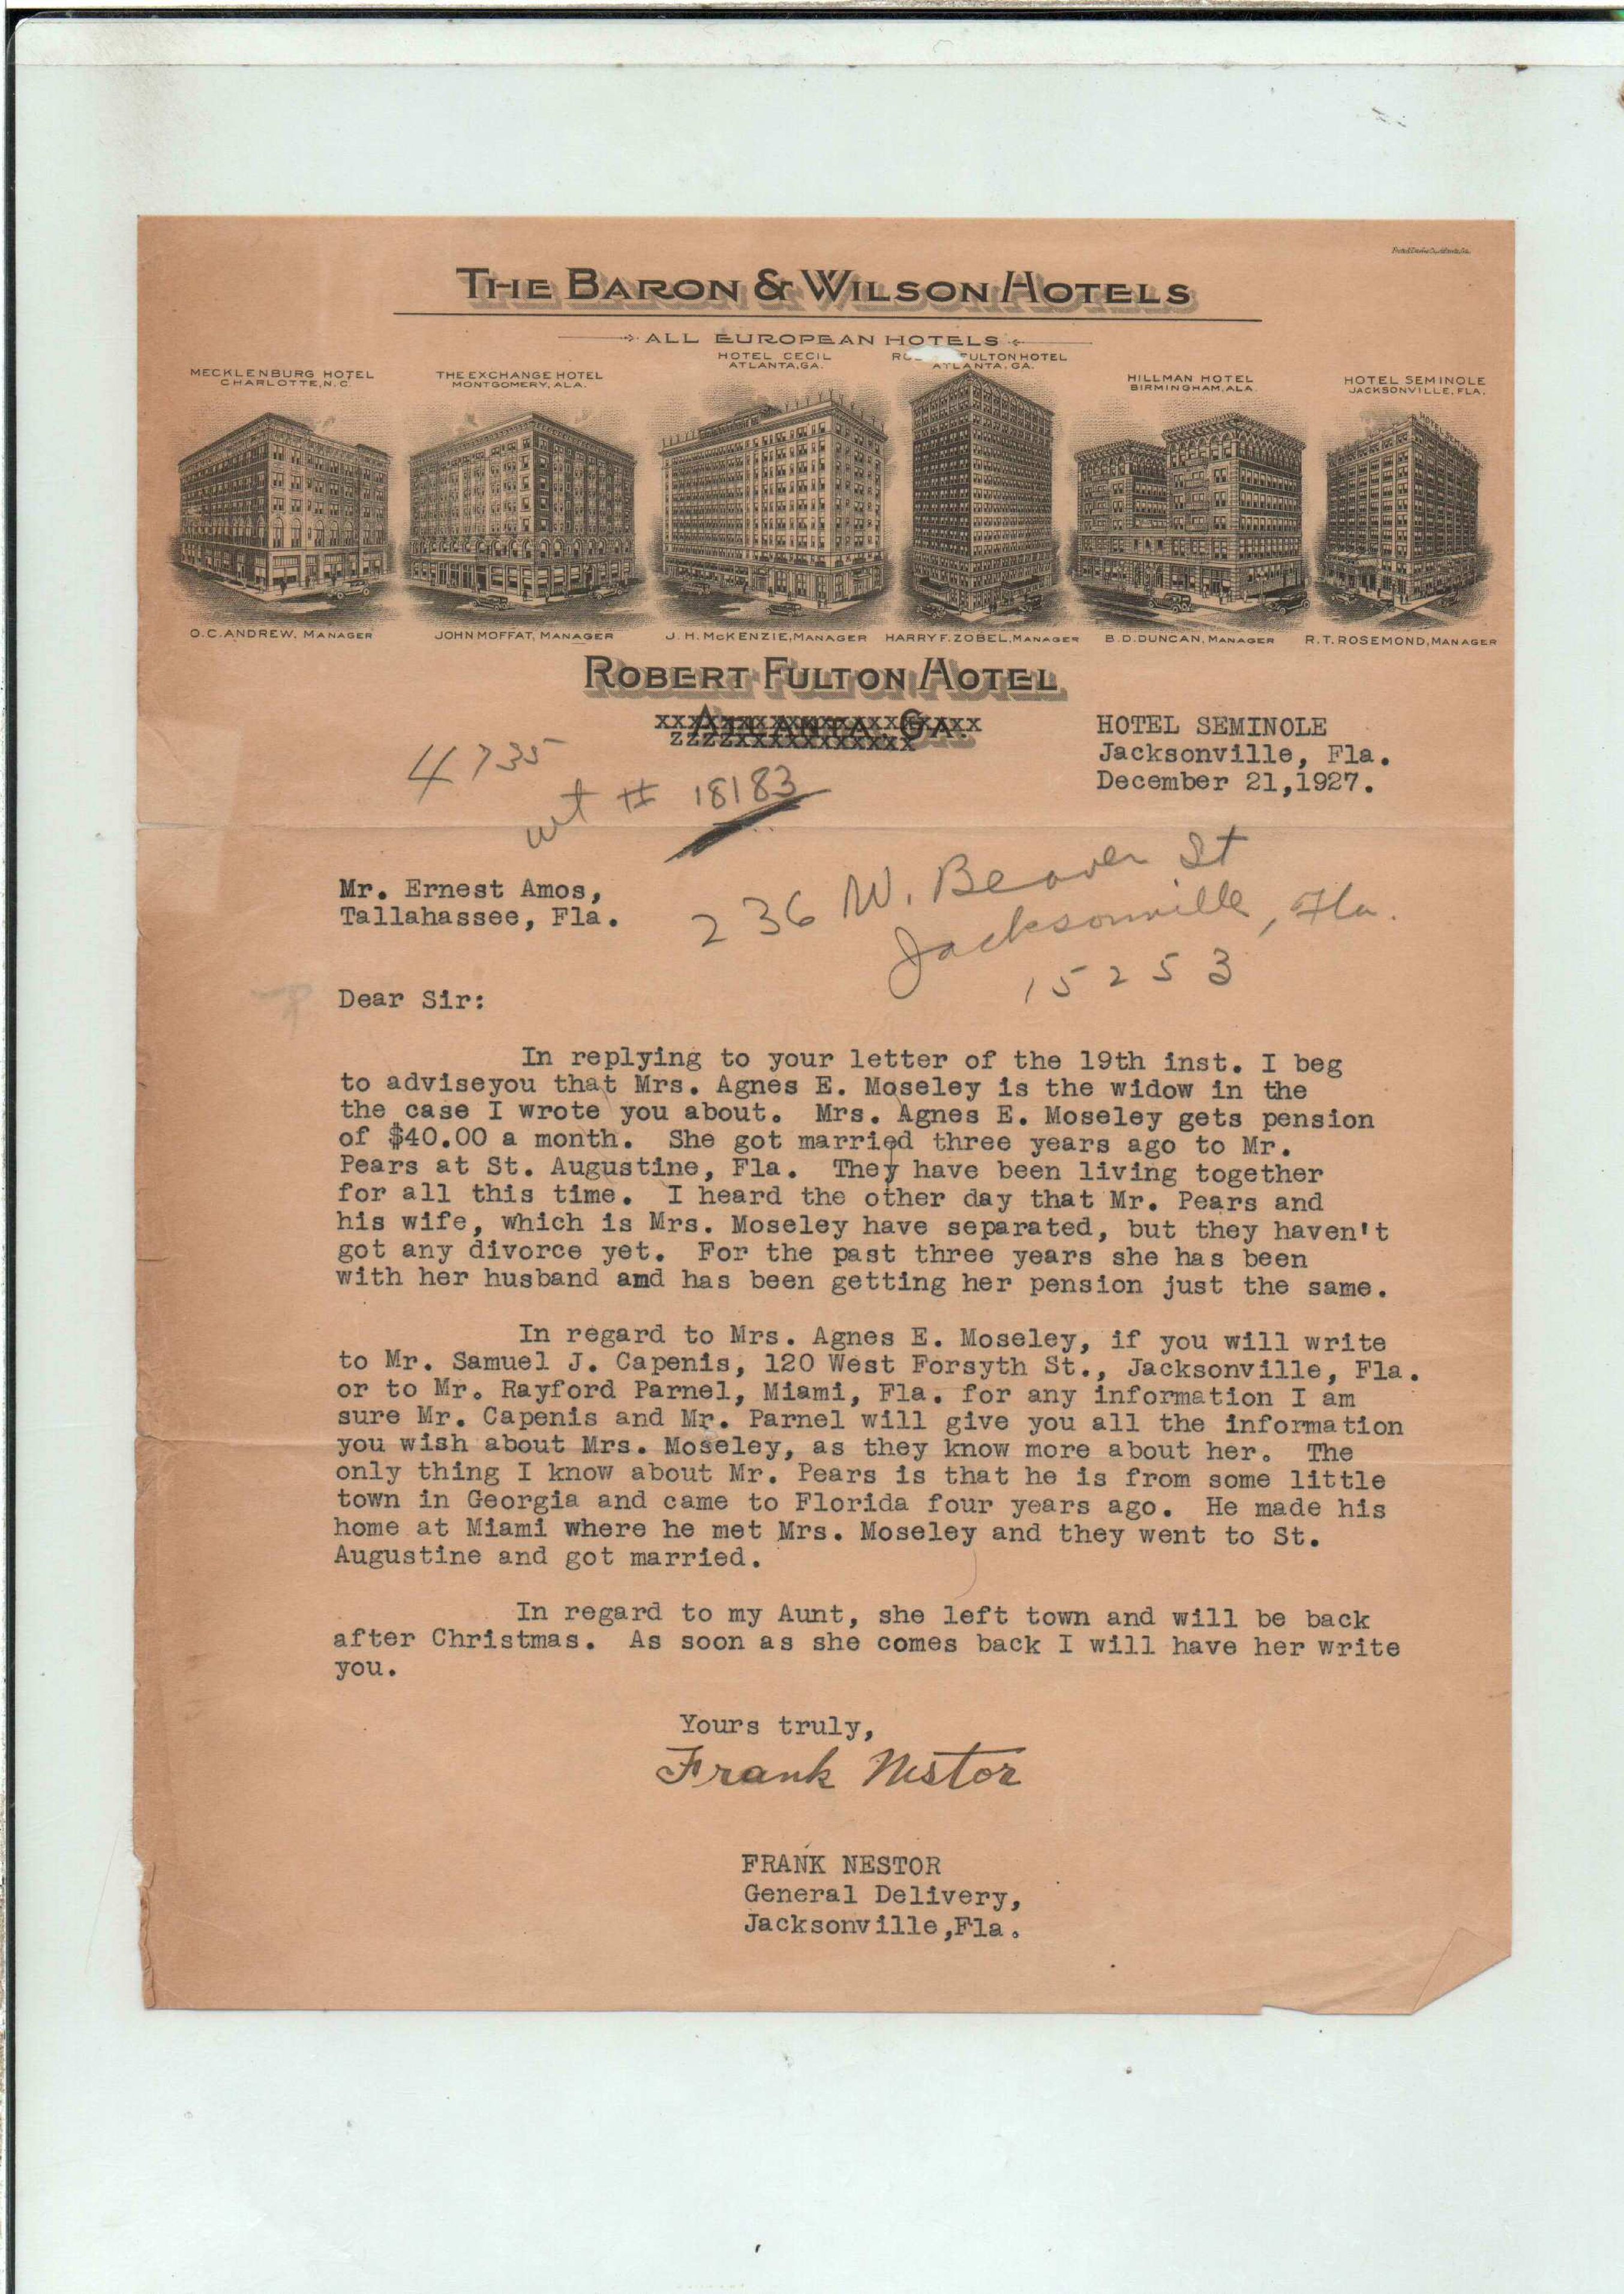 THE BARON & WILSON HOTELS
ALL EUROPEAN HOTELS
MECKLENBURG HOTEL
CHARLOTTE, N.C.
THE EXCHANGE HOTEL
MONTGOMERY, ALA.
HOTEL CECIL
ATLANTA, GA.
FULTON HOTEL
ATLANTA, GA.
HILLMAN HOTEL
BIRMINGHAM, ALA.
HOTEL SEMINOLE
JACKSONVILLE, FLA.
O. C. ANDREW, MANAGER
JOHN MOFFAT, MANAGER
J. H. McKENZIE, MANAGER
HARRY F. ZOBEL, MANAGER
B. D. DUNCAN, MANAGER
R. T. ROSEMOND, MANAGER
ROBERT FULTON HOTEL
ATLANTA, GA.
HOTEL SEMINOLE
Jacksonville, Fla.
December 21,1927.
4735
wt # 18183
236 W. Beaver St
Jacksonville, Fla.
15253
Mr. Ernest Amos,
Tallahassee, Fla.
Dear Sir:
In replying to your letter of the 19th inst. I beg
to adviseyou that Mrs. Agnes E. Moseley is the widow in the
the case I wrote you about. Mrs. Agnes E. Moseley gets pension
of $40.00 a month. She got married three years ago to Mr.
Pears at St. Augustine, Fla. They have been living together
for all this time. I heard the other day that Mr. Pears and
his wife, which is Mrs. Moseley have separated, but they haven't
got any divorce yet. For the past three years she has been
with her husband and has been getting her pension just the same.
In regard to Mrs. Agnes E. Moseley, if you will write
to Mr. Samuel J. Capenis, 120 West Forsyth St., Jacksonville, Fla.
or to Mr. Rayford Parnel, Miami, Fla. for any information I am
sure Mr. Capenis and Mr. Parnel will give you all the information
you wish about Mrs. Moseley, as they know more about her. The
only thing I know about Mr. Pears is that he is from some little
town in Georgia and came to Florida four years ago. He made his
home at Miami where he met Mrs. Moseley and they went to St.
Augustine and got married.
In regard to my Aunt, she left town and will be back
after Christmas. As soon as she comes back I will have her write
you.
Yours truly,
Frank Nestor
FRANK NESTOR
General Delivery,
Jacksonville,Fla.